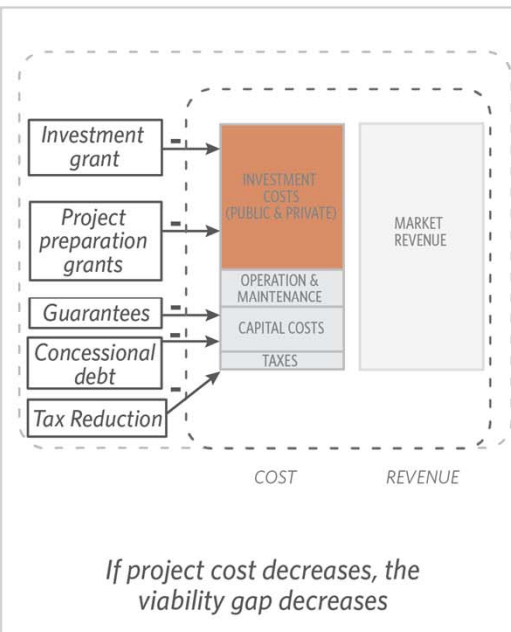 Investment
grant
Project
preparation
grants
Guarantees
Concessional
debt
Tax Reduction
-
-
-
-
-
INVESTMENT
COSTS
(PUBLIC & PRIVATE)
OPERATION &
MAINTENANCE
CAPITAL COSTS
TAXES
MARKET
REVENUE
COST
REVENUE
If project cost decreases, the
viability gap decreases